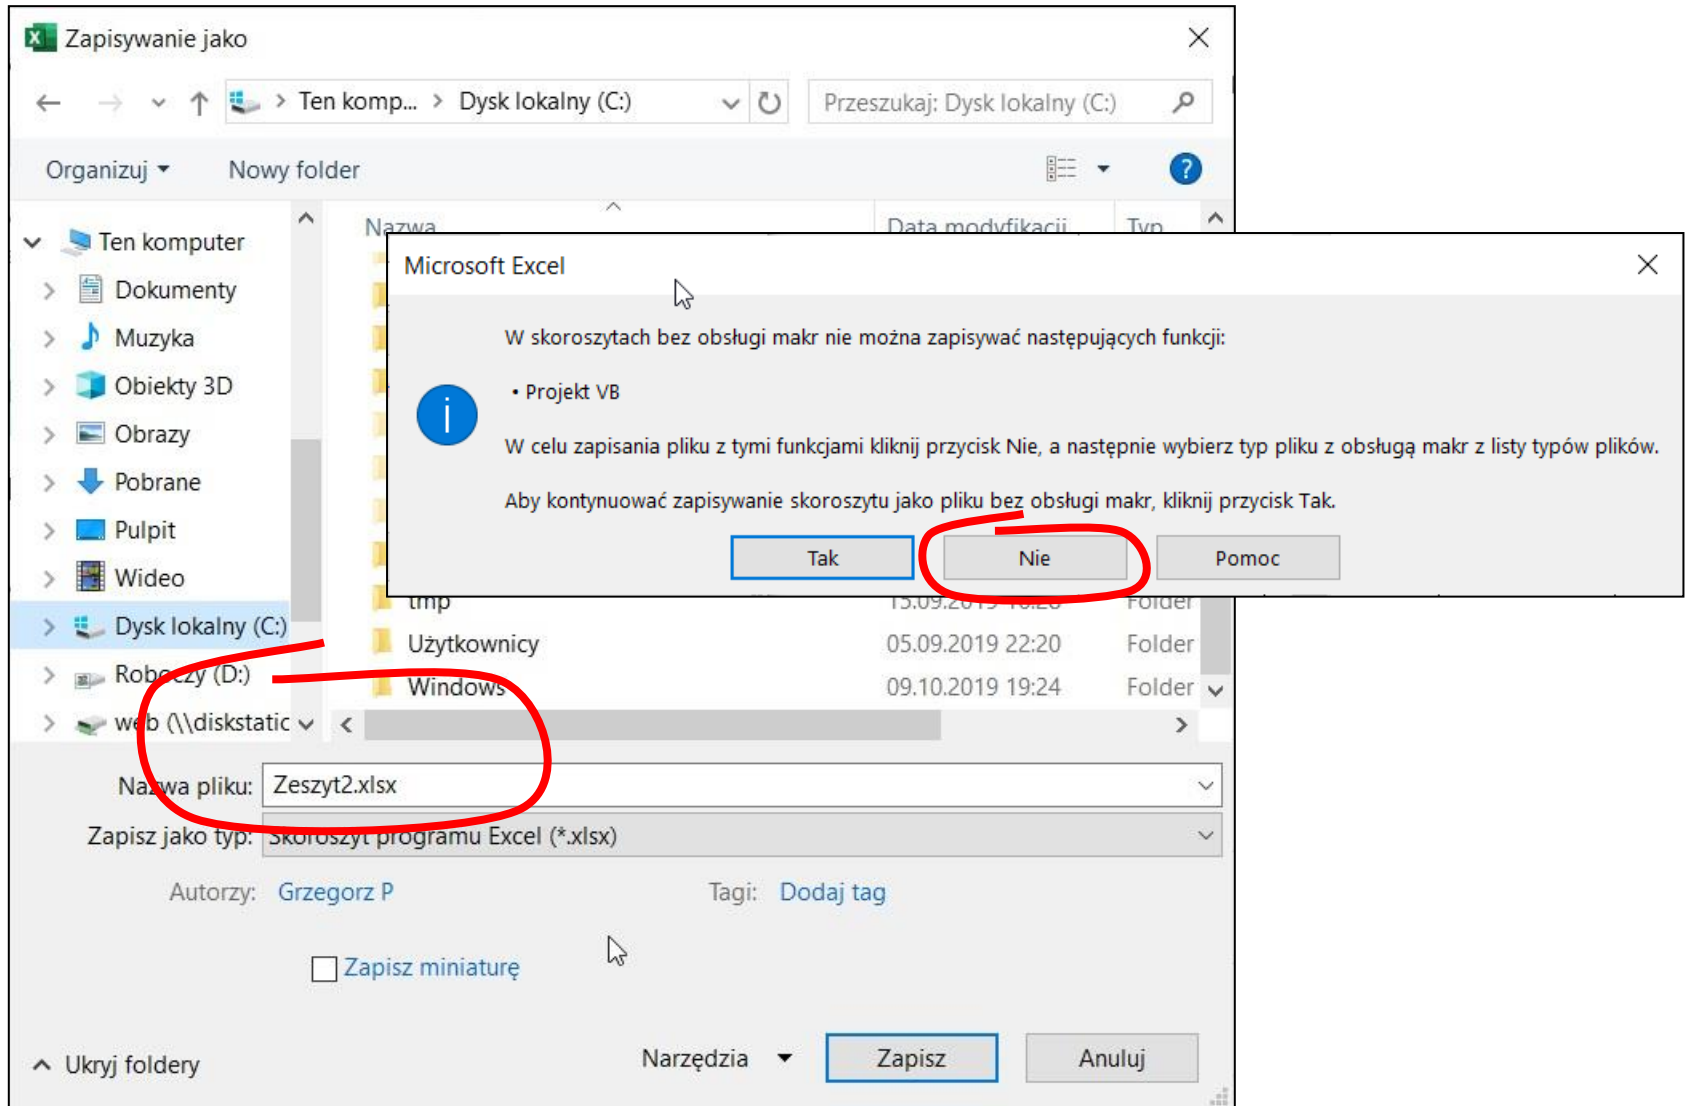 Zapisywanie jako
Ten komp... > Dysk lokalny (C:)
Przeszukaj: Dysk lokalny (C:)
Organizuj
Nowy folder
Nazwa
Data modyfikacji
Typ
Ten komputer
Dokumenty
Muzyka
Obiekty 3D
Obrazy
Pobrane
Pulpit
Wideo
Dysk lokalny (C:)
Roboczy (D:)
web (\\diskstatic
Microsoft Excel
W skoroszytach bez obsługi makr nie można zapisywać następujących funkcji:
• Projekt VB
W celu zapisania pliku z tymi funkcjami kliknij przycisk Nie, a następnie wybierz typ pliku z obsługą makr z listy typów plików.
Aby kontynuować zapisywanie skoroszytu jako pliku bez obsługi makr, kliknij przycisk Tak.
Tak
Nie
Pomoc
tmp
Folder
Użytkownicy 05.09.2019 22:20 Folder
Windows 09.10.2019 19:24 Folder
Nazwa pliku: Zeszyt2.xlsx
Zapisz jako typ: Skoroszyt programu Excel (*.xlsx)
Autorzy: Grzegorz P
Tagi: Dodaj tag
Zapisz miniaturę
Ukryj foldery
Narzędzia
Zapisz
Anuluj